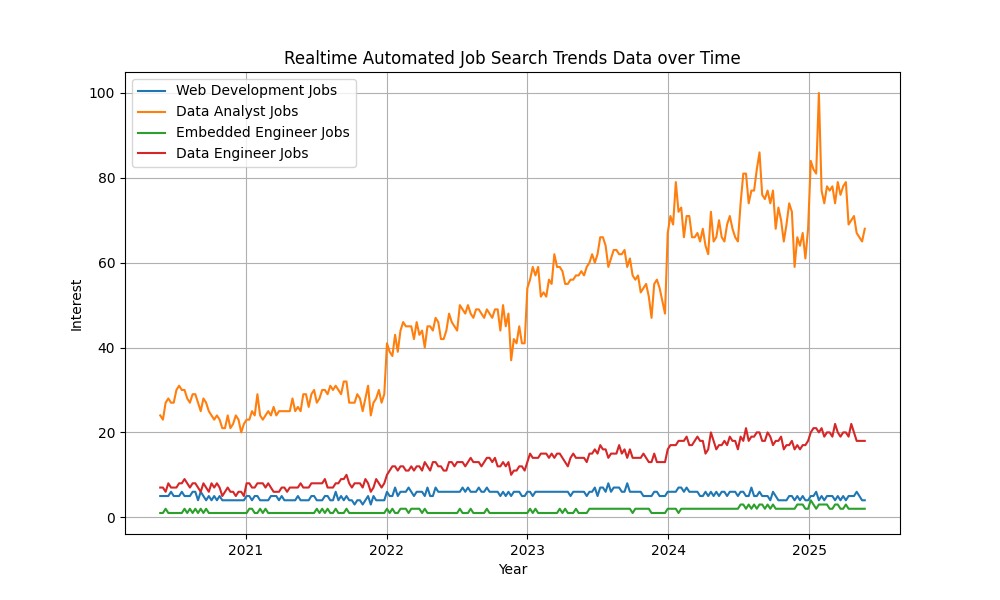 Realtime Automated Job Search Trends Data over Time
Web Development Jobs
Data Analyst Jobs
Embedded Engineer Jobs
Data Engineer Jobs
100
80
60
40
20
0
Interest
2021 2022 2023 2024 2025
Year